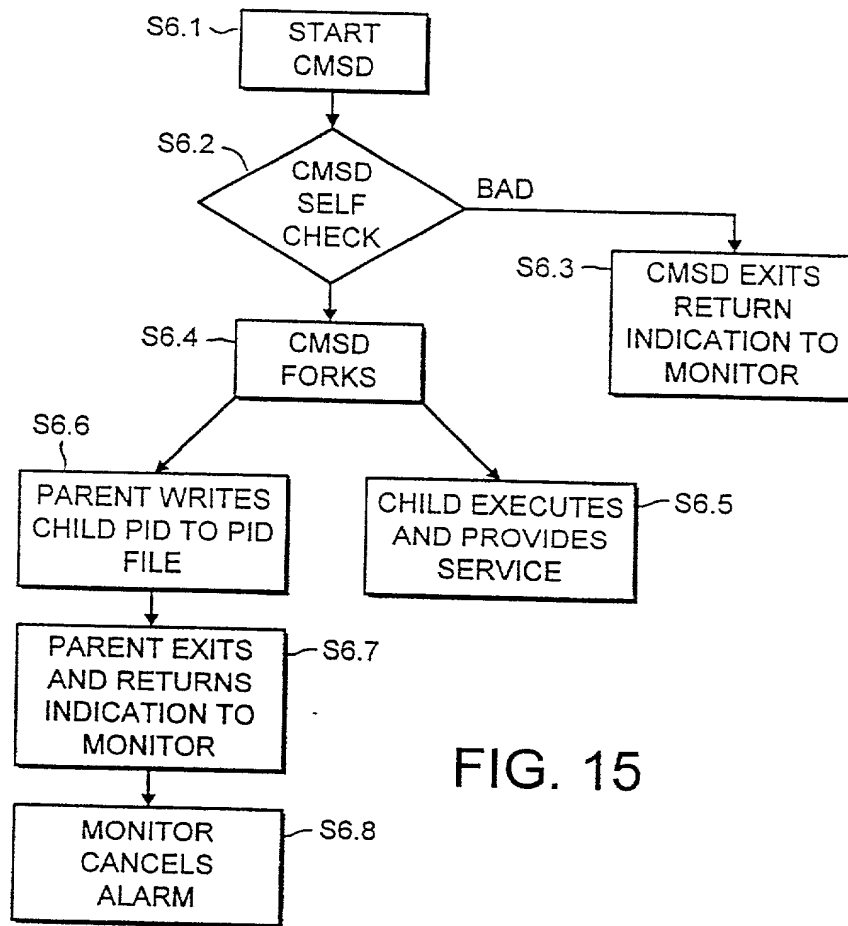 S6.1
START
CMSD
S6.2
CMSD
SELF
CHECK
BAD
S6.3
CMSD EXITS
RETURN
INDICATION TO
MONITOR
S6.4
CMSD
FORKS
S6.6
PARENT WRITES
CHILD PID TO PID
FILE
CHILD EXECUTES
AND PROVIDES
SERVICE
S6.5
PARENT EXITS
AND RETURNS
INDICATION TO
MONITOR
S6.7
MONITOR
CANCELS
ALARM
S6.8
FIG. 15